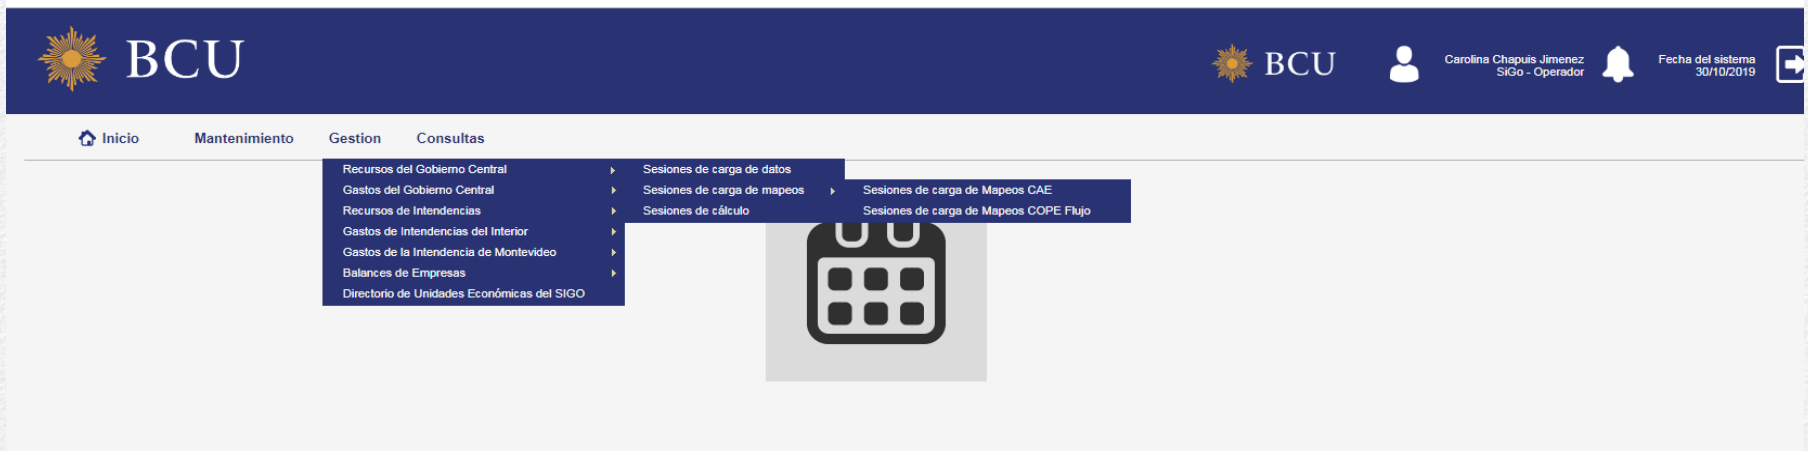 BCU
BCU
Carolina Chapuis Jimenez
SiGo - Operador
Fecha del sistema
30/10/2019
Inicio Mantenimiento Gestion Consultas
Recursos del Gobierno Central
Gastos del Gobierno Central
Recursos de Intendencias
Gastos de Intendencias del Interior
Gastos de la Intendencia de Montevideo
Balances de Empresas
Directorio de Unidades Económicas del SIGO
Sesiones de carga de datos
Sesiones de carga de mapeos
Sesiones de cálculo
Sesiones de carga de Mapeos CAE
Sesiones de carga de Mapeos COPE Flujo